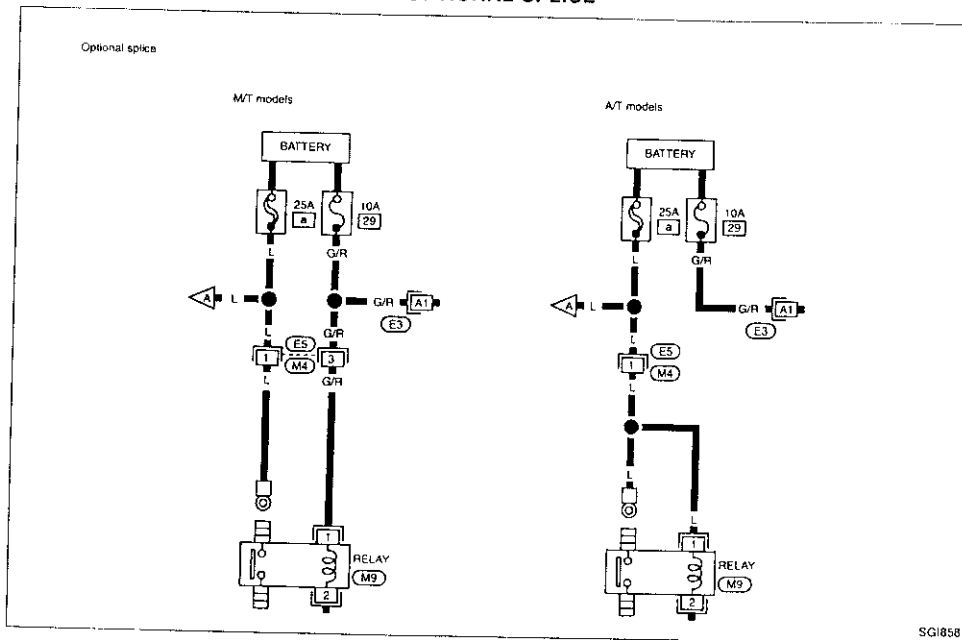 Optional splice
M/T models
A/T models
BATTERY
BATTERY
25A
a
10A
29
25A
a
10A
29
L
G/R
L
G/R
A
L
G/R
A1
A
L
G/R
A1
E3
E3
L
G/R
L
1
E5
M4
3
1
E5
M4
L
G/R
L
L
L
1
RELAY
M9
2
1
RELAY
M9
2
SGI858